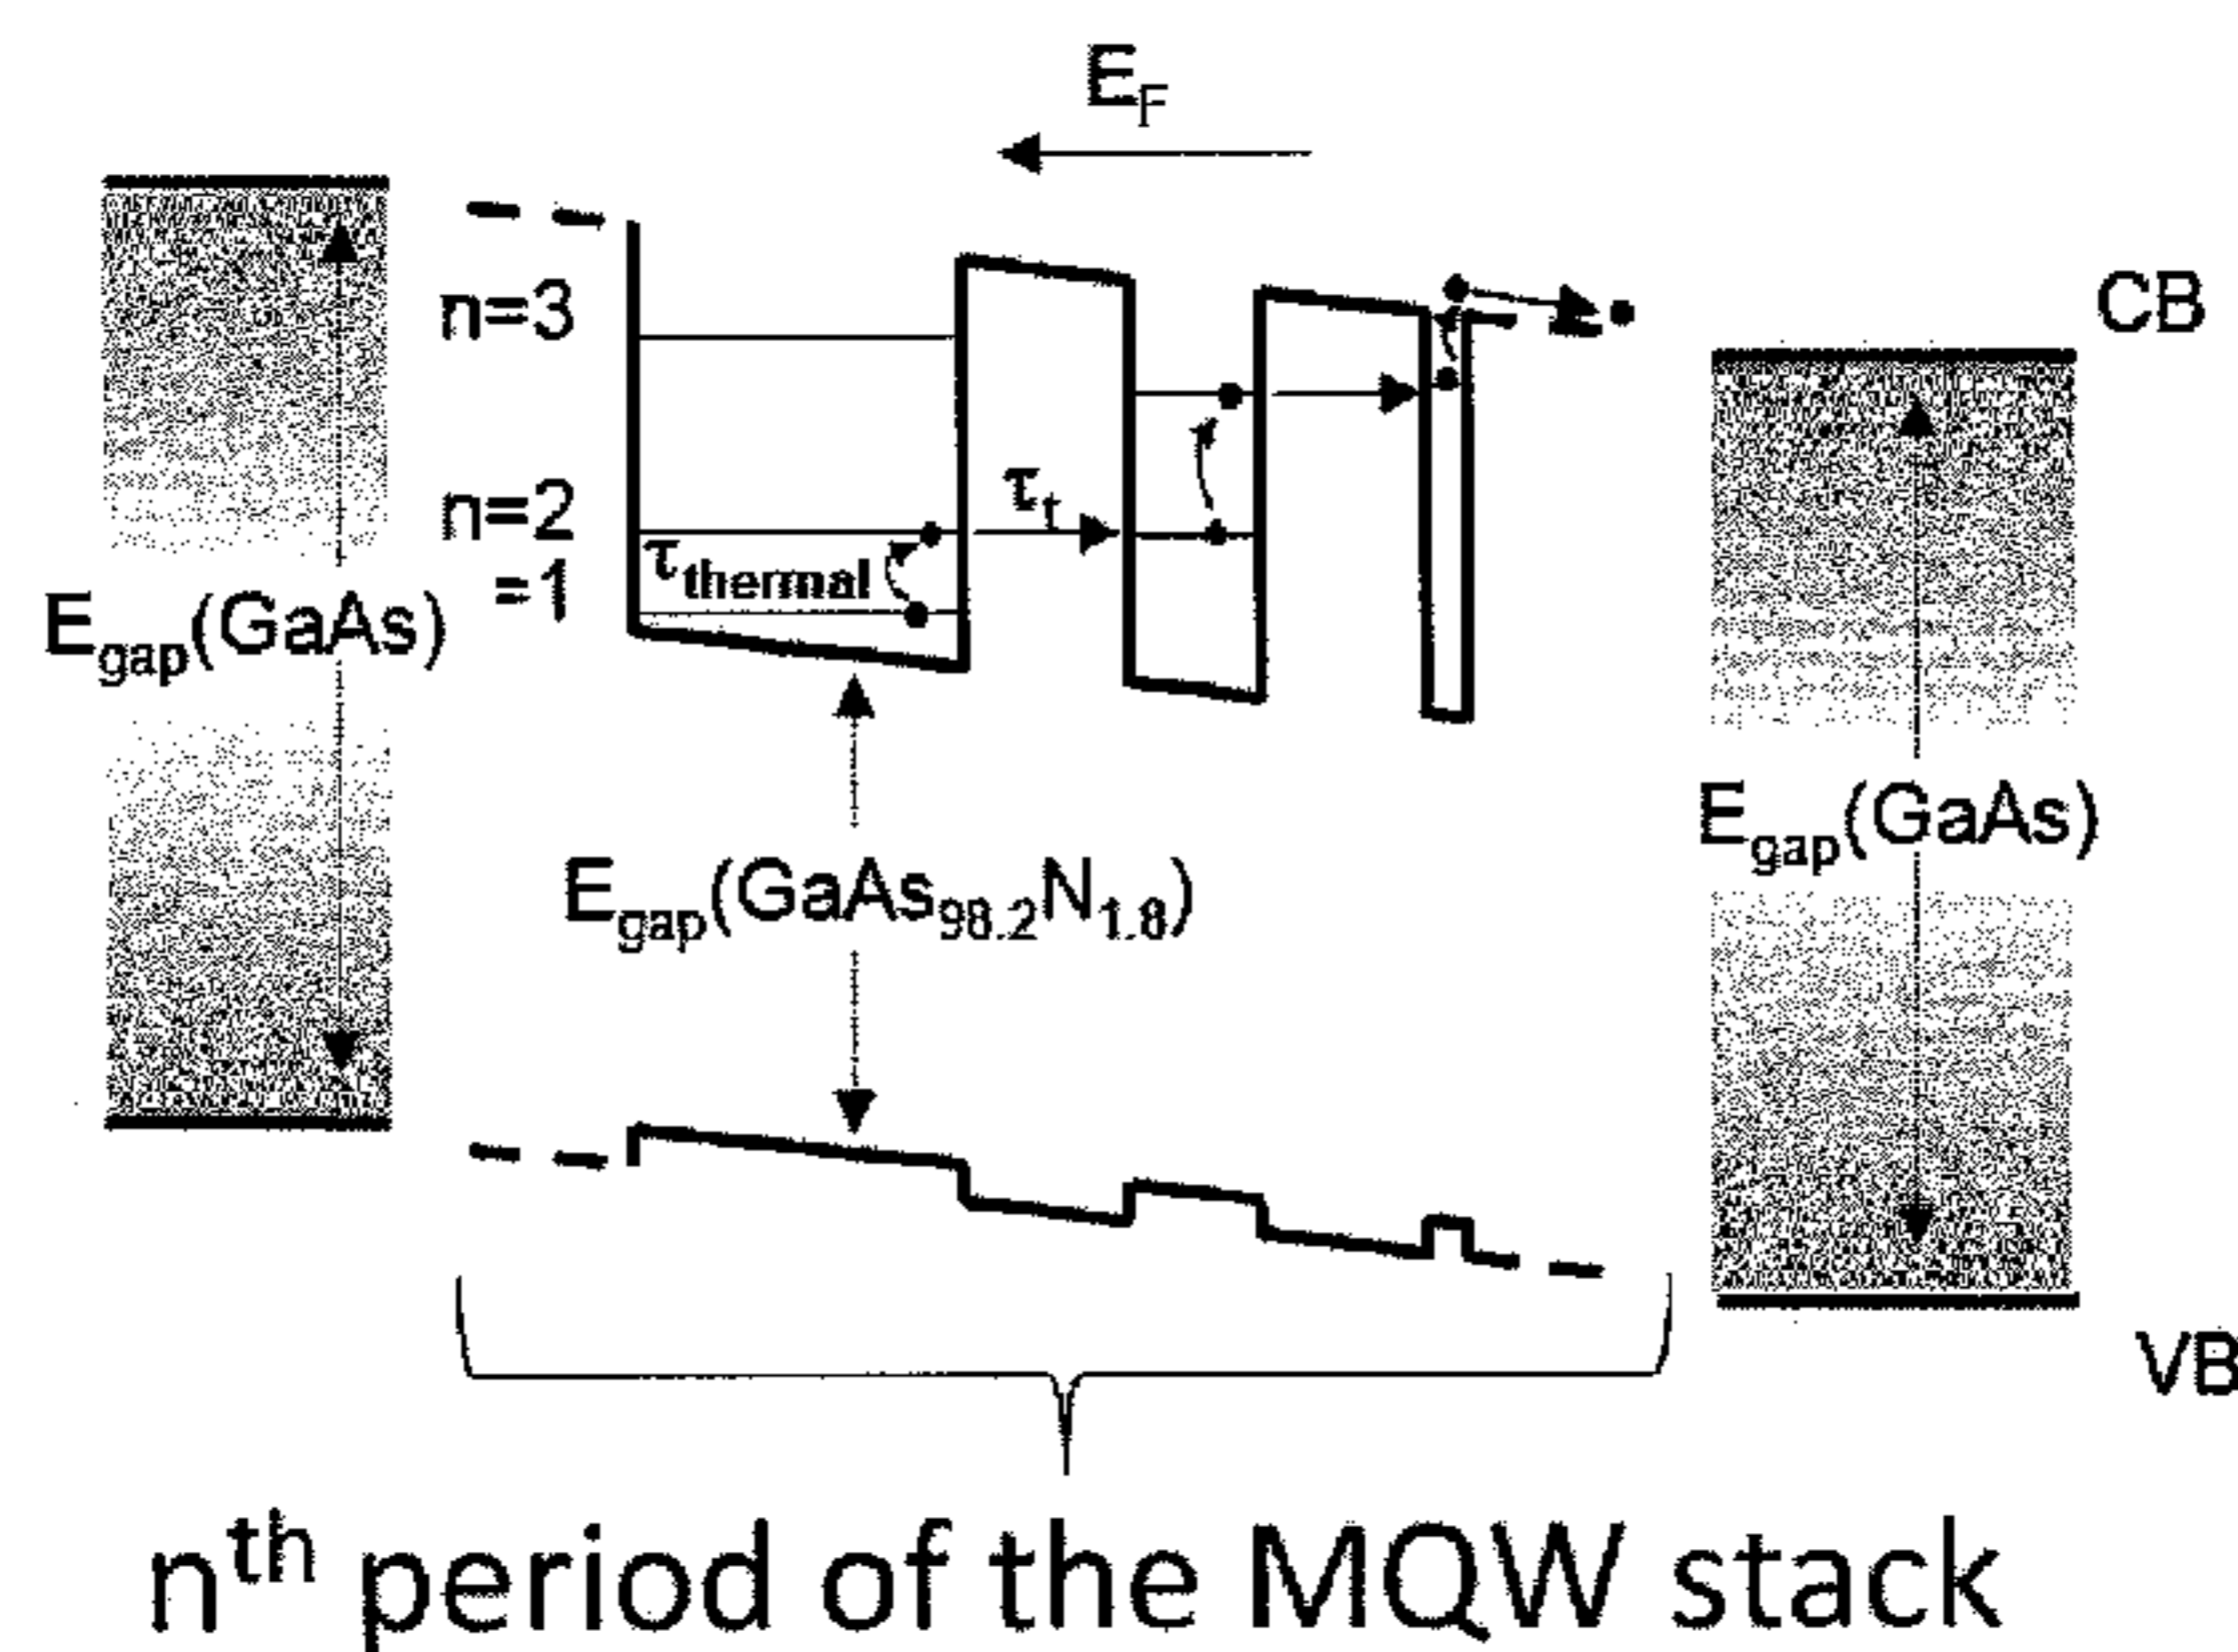 E_F
CB
n=3
n=2
τ_t
=1
τ_thermal
E_gap(GaAs)
E_gap(GaAs)
E_gap(GaAs_98.2N_1.8)
VB
n^th period of the MQW stack